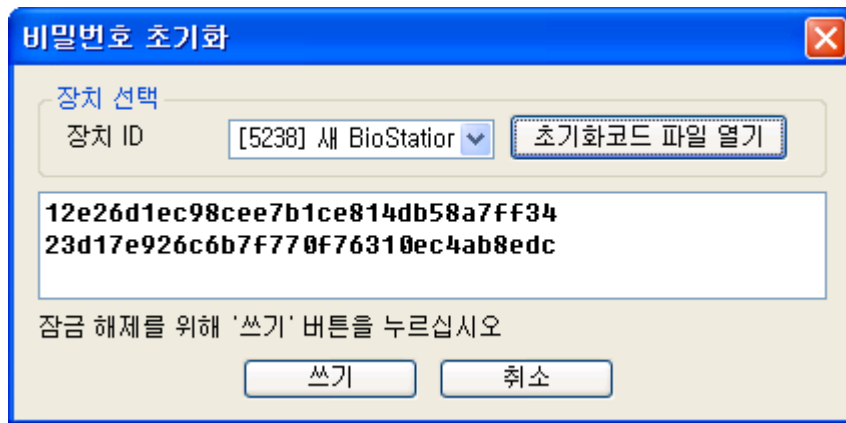 비밀번호 초기화
장치 선택
장치 ID
[5238] 새 BioStation
초기화코드 파일 열기
12e26d1ec98cee7b1ce814db58a7ff34
23d17e926c6b7f770f76310ec4ab8edc
잠금 해제를 위해 '쓰기' 버튼을 누르십시오
쓰기
취소